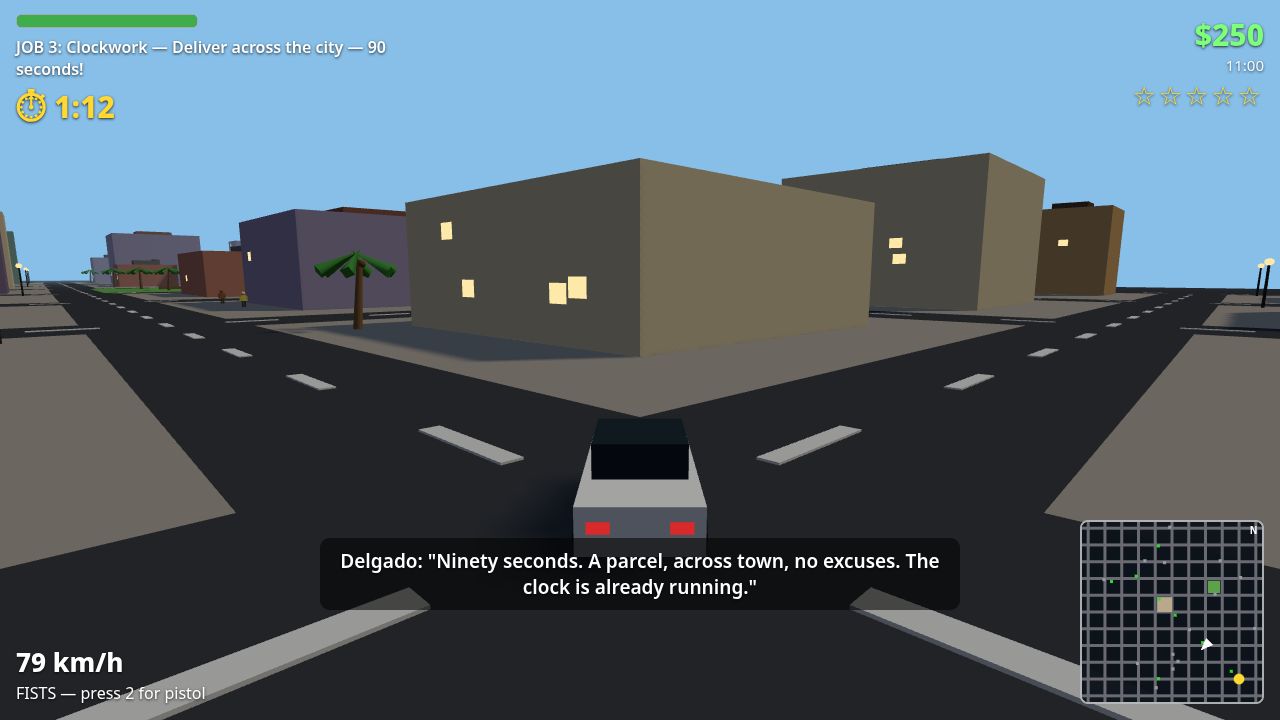 JOB 3: Clockwork — Deliver across the city — 90
seconds!
1:12
$250
11:00
N
Delgado: "Ninety seconds. A parcel, across town, no excuses. The
clock is already running."
79 km/h
FISTS — press 2 for pistol